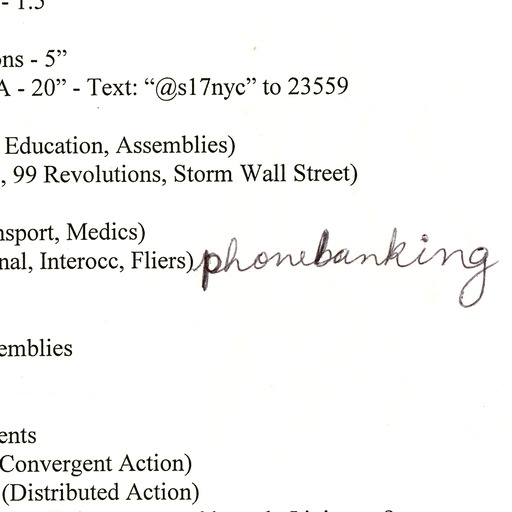 - 1.5
ons - 5”
A - 20” - Text: “@s17nyc” to 23559
Education, Assemblies)
, 99 Revolutions, Storm Wall Street)
nsport, Medics)
nal, Interocc, Fliers), phonebanking
emblies
ents
Convergent Action)
(Distributed Action)